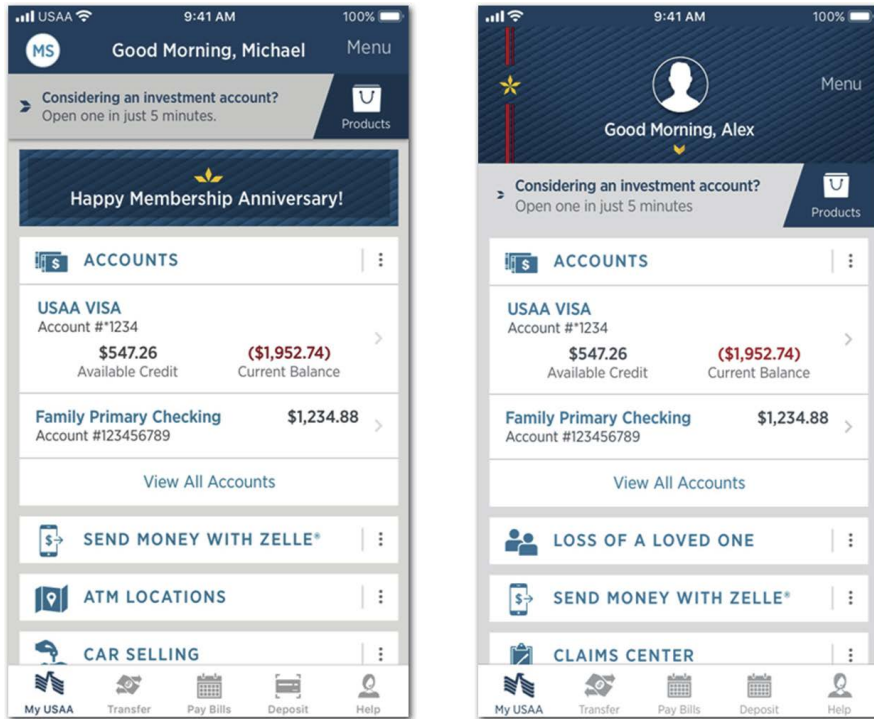 USAA 9:41 AM 100%
MS Good Morning, Michael Menu
Considering an investment account?
Open one in just 5 minutes.
Products
Happy Membership Anniversary!
$ ACCOUNTS
USAA VISA
Account #*1234
$547.26 ($1,952.74)
Available Credit Current Balance
Family Primary Checking $1,234.88
Account #123456789
View All Accounts
$ SEND MONEY WITH ZELLE®
ATM LOCATIONS
CAR SELLING
My USAA Transfer Pay Bills Deposit Help
9:41 AM 100%
Menu
Good Morning, Alex
Considering an investment account?
Open one in just 5 minutes
Products
$ ACCOUNTS
USAA VISA
Account #*1234
$547.26 ($1,952.74)
Available Credit Current Balance
Family Primary Checking $1,234.88
Account #123456789
View All Accounts
LOSS OF A LOVED ONE
$ SEND MONEY WITH ZELLE®
CLAIMS CENTER
My USAA Transfer Pay Bills Deposit Help